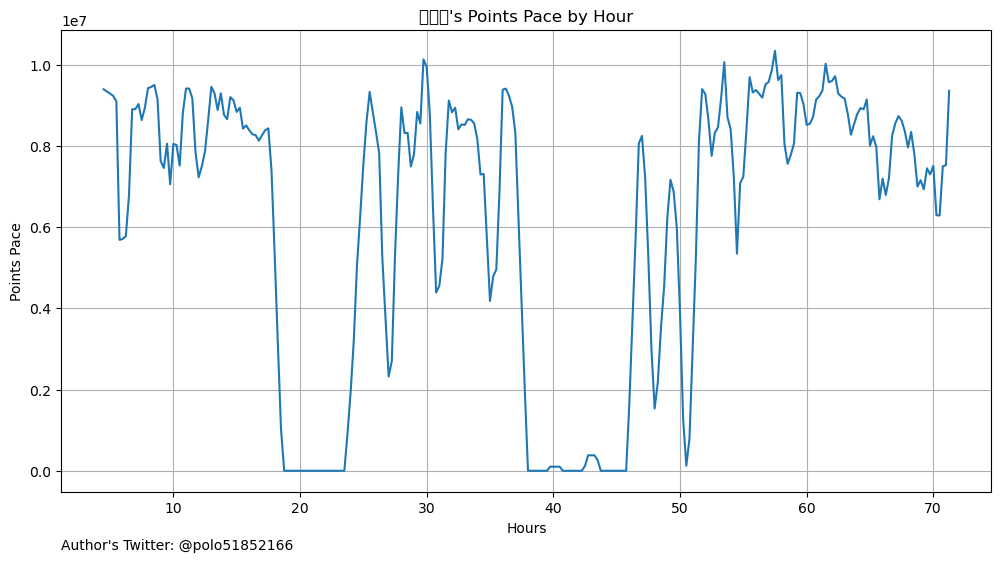 's Points Pace by Hour
1e7
1.0
0.8
0.6
0.4
0.2
0.0
Points Pace
10 20 30 40 50 60 70
Hours
Author's Twitter: @polo51852166